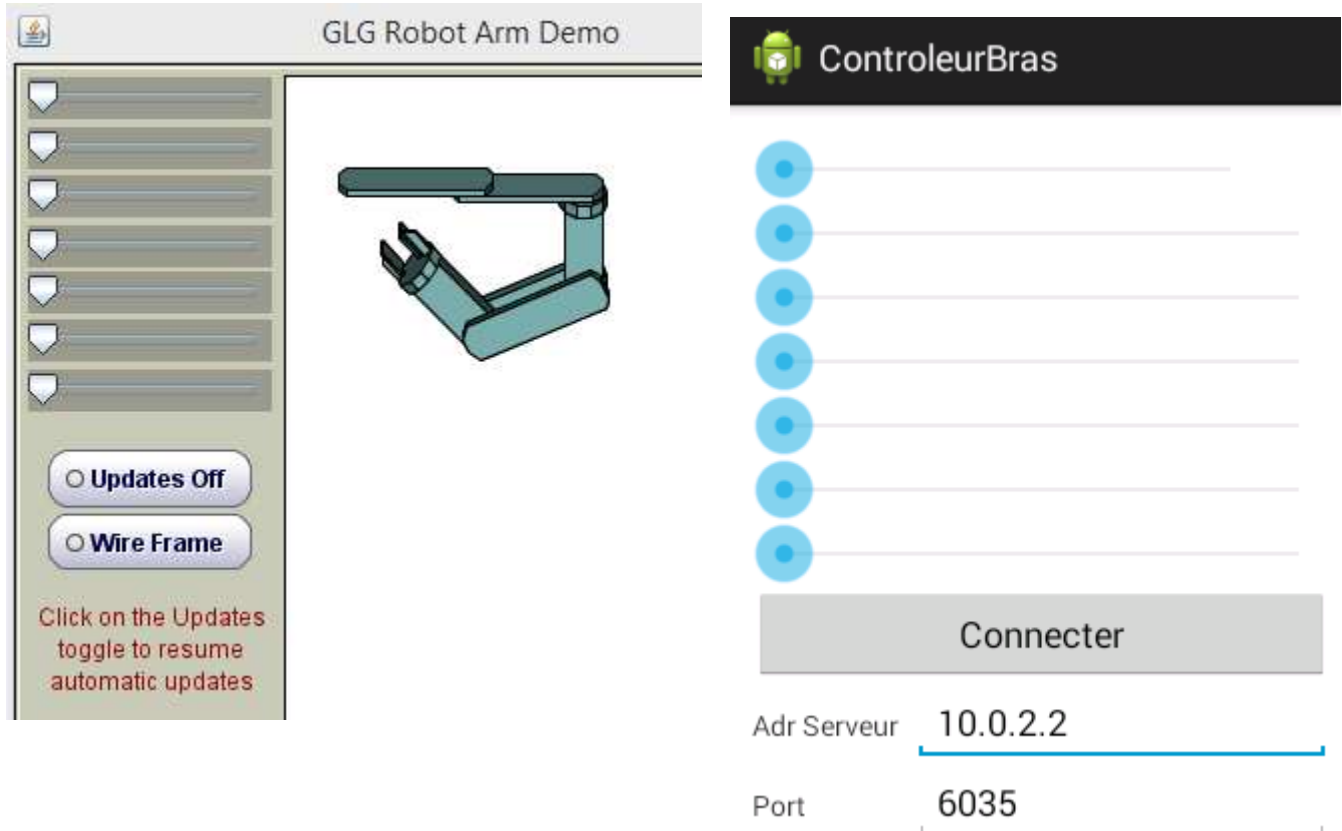 GLG Robot Arm Demo
Updates Off
Wire Frame
Click on the Updates
toggle to resume
automatic updates
ControleurBras
Connecter
Adr Serveur 10.0.2.2
Port 6035